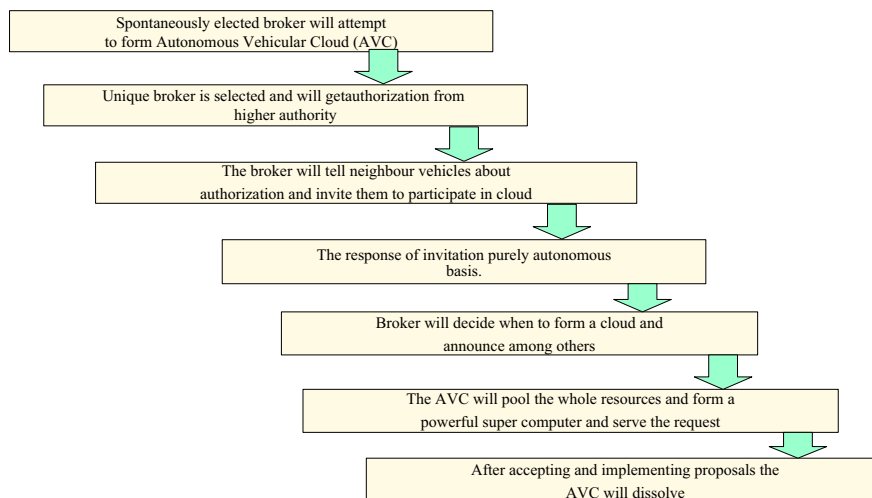 Spontaneously elected broker will attempt
to form Autonomous Vehicular Cloud (AVC)
Unique broker is selected and will getauthorization from
higher authority
The broker will tell neighbour vehicles about
authorization and invite them to participate in cloud
The response of invitation purely autonomous
basis.
Broker will decide when to form a cloud and
announce among others
The AVC will pool the whole resources and form a
powerful super computer and serve the request
After accepting and implementing proposals the
AVC will dissolve